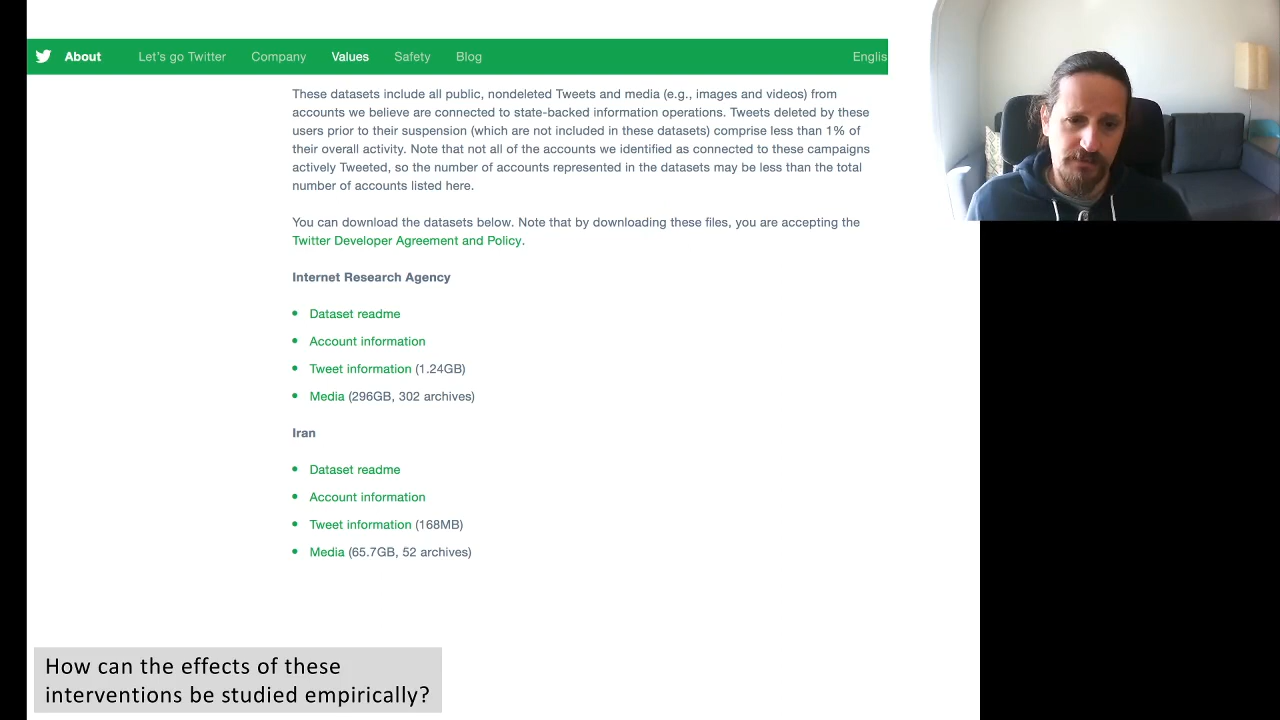 About Let's go Twitter Company Values Safety Blog Englis
These datasets include all public, nondeleted Tweets and media (e.g., images and videos) from
accounts we believe are connected to state-backed information operations. Tweets deleted by these
users prior to their suspension (which are not included in these datasets) comprise less than 1% of
their overall activity. Note that not all of the accounts we identified as connected to these campaigns
actively Tweeted, so the number of accounts represented in the datasets may be less than the total
number of accounts listed here.
You can download the datasets below. Note that by downloading these files, you are accepting the
Twitter Developer Agreement and Policy.
Internet Research Agency
Dataset readme
Account information
Tweet information (1.24GB)
Media (296GB, 302 archives)
Iran
Dataset readme
Account information
Tweet information (168MB)
Media (65.7GB, 52 archives)
How can the effects of these
interventions be studied empirically?